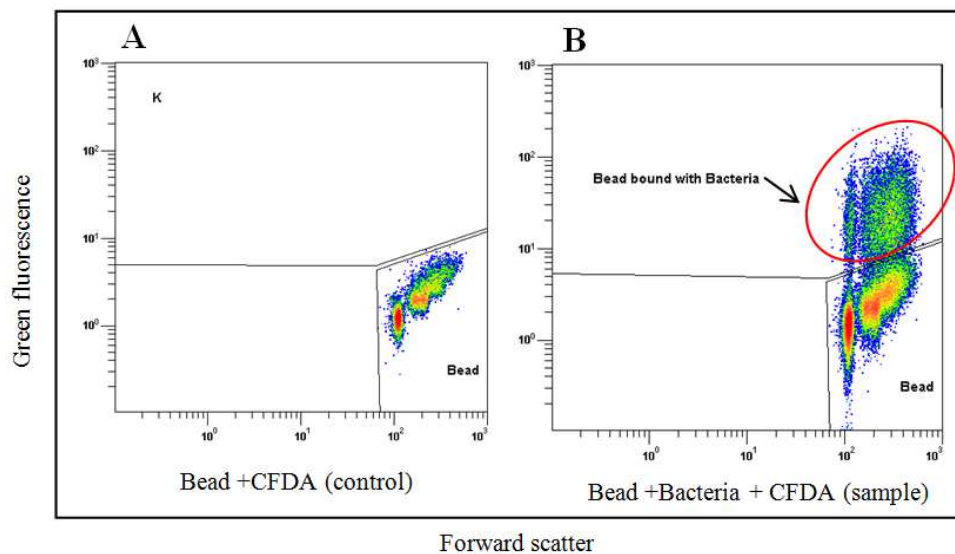 A
B
10³
K
10²
10¹
10⁰
Bead
10⁰ 10¹ 10² 10³
Bead +CFDA (control)
10³
10²
Bead bound with Bacteria
10¹
10⁰
Bead
10⁰ 10¹ 10² 10³
Bead +Bacteria + CFDA (sample)
Green fluorescence
Forward scatter